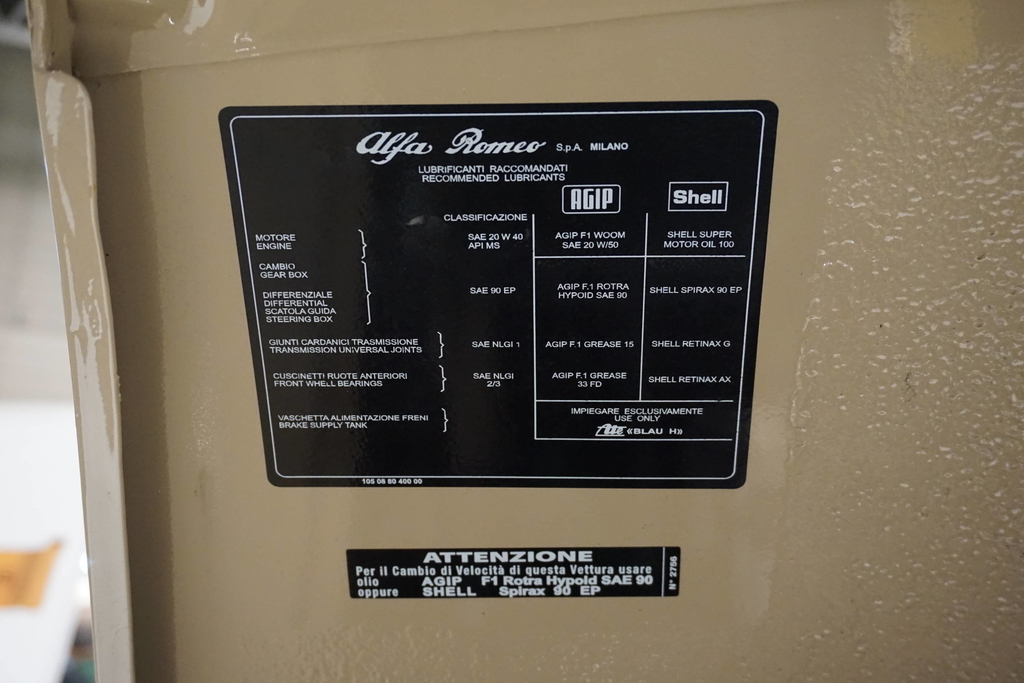 Alfa Romeo S.p.A. MILANO
LUBRIFICANTI RACCOMANDATI
RECOMMENDED LUBRICANTS
AGIP Shell
CLASSIFICAZIONE
MOTORE
ENGINE
SAE 20 W 40
API MS
AGIP F1 WOOM
SAE 20 W/50
SHELL SUPER
MOTOR OIL 100
CAMBIO
GEAR BOX
DIFFERENZIALE
DIFFERENTIAL
SCATOLA GUIDA
STEERING BOX
SAE 90 EP
AGIP F.1 ROTRA
HYPOID SAE 90
SHELL SPIRAX 90 EP
GIUNTI CARDANICI TRASMISSIONE
TRANSMISSION UNIVERSAL JOINTS
SAE NLGI 1
AGIP F.1 GREASE 15
SHELL RETINAX G
CUSCINETTI RUOTE ANTERIORI
FRONT WHELL BEARINGS
SAE NLGI
2/3
AGIP F.1 GREASE
33 FD
SHELL RETINAX AX
VASCHETTA ALIMENTAZIONE FRENI
BRAKE SUPPLY TANK
IMPIEGARE ESCLUSIVAMENTE
USE ONLY
Ate «BLAU H»
105 08 80 400 00
ATTENZIONE
Per il Cambio di Velocità di questa Vettura usare
olio AGIP F1 Rotra Hypoid SAE 90
oppure SHELL Spirax 90 EP
N° 2756